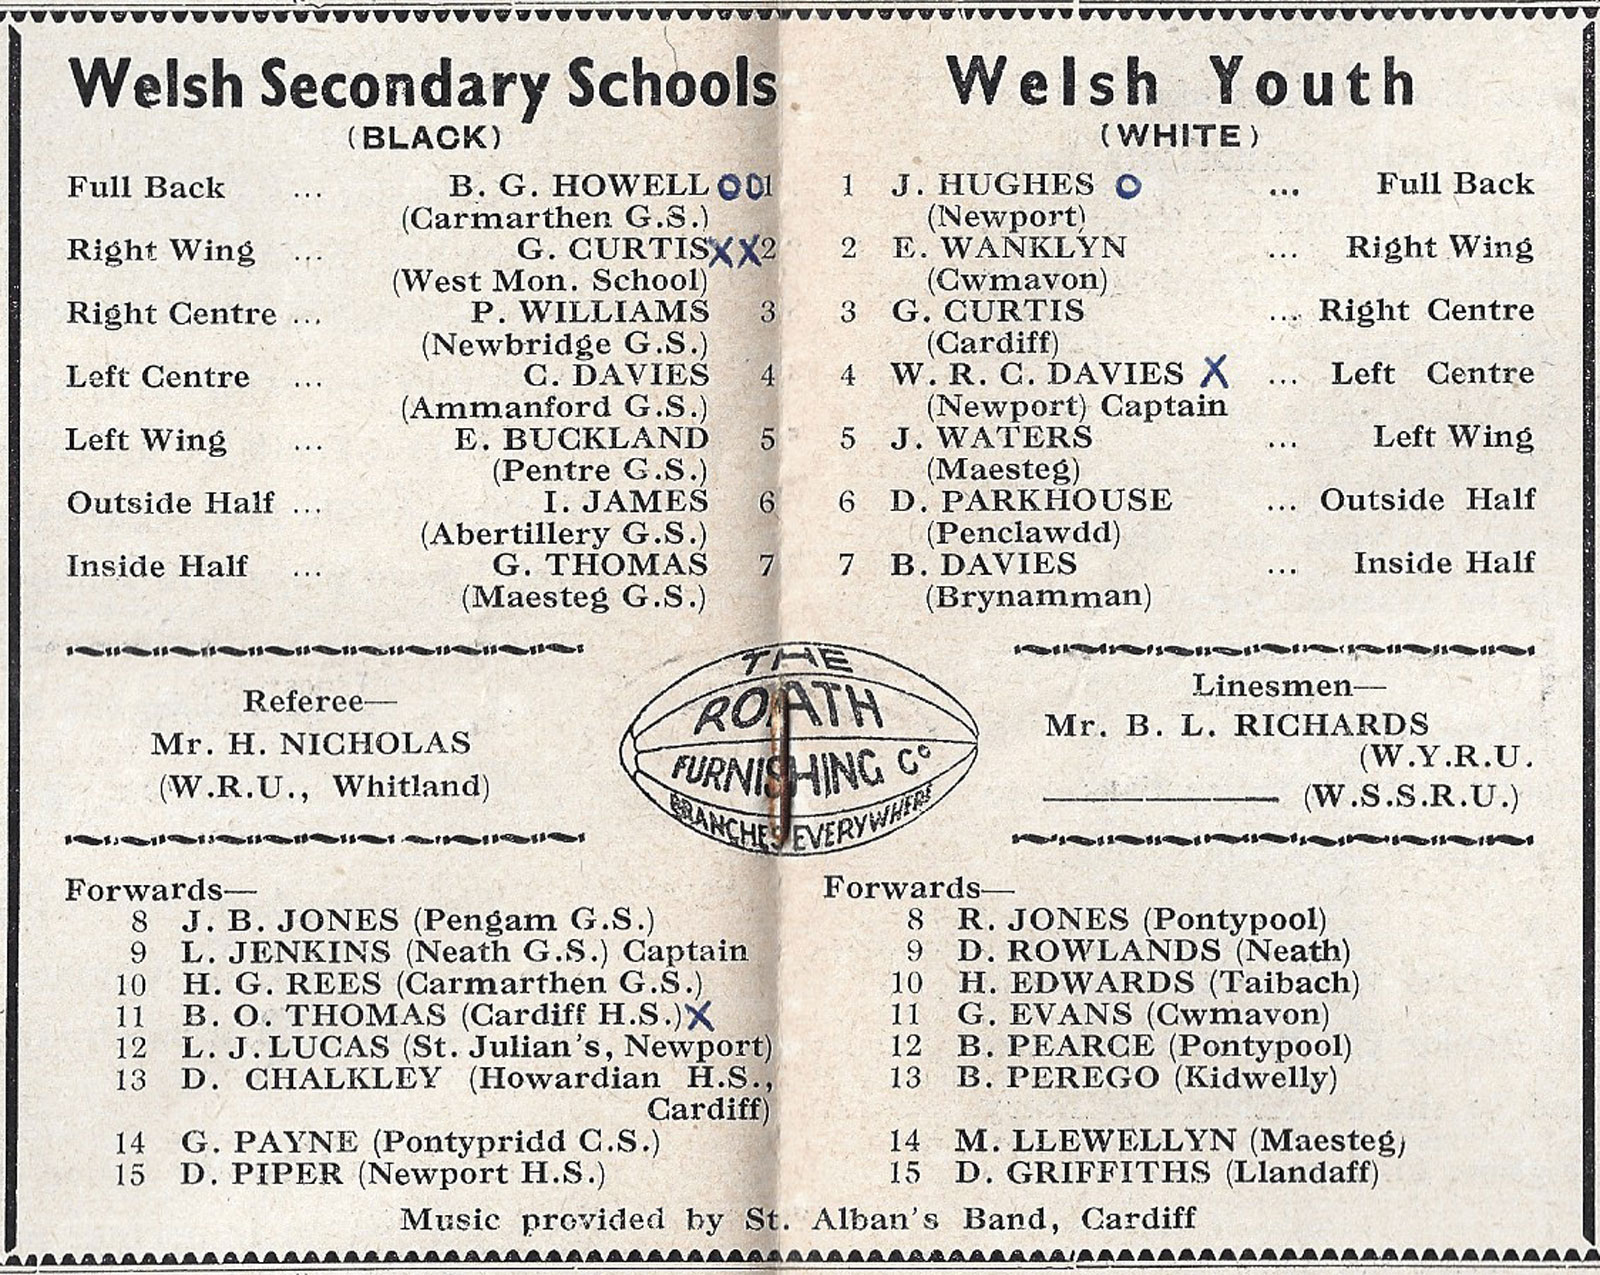 Welsh Secondary Schools
(BLACK)
Full Back ... B. G. HOWELL OO1
(Carmarthen G.S.)
Right Wing ... G. CURTIS XX2
(West Mon. School)
Right Centre ... P. WILLIAMS 3
(Newbridge G.S.)
Left Centre ... C. DAVIES 4
(Ammanford G.S.)
Left Wing ... E. BUCKLAND 5
(Pentre G.S.)
Outside Half ... I. JAMES 6
(Abertillery G.S.)
Inside Half ... G. THOMAS 7
(Maesteg G.S.)
Welsh Youth
(WHITE)
1 J. HUGHES O ... Full Back
(Newport)
2 E. WANKLYN ... Right Wing
(Cwmavon)
3 G. CURTIS ... Right Centre
(Cardiff)
4 W. R. C. DAVIES X ... Left Centre
(Newport) Captain
5 J. WATERS ... Left Wing
(Maesteg)
6 D. PARKHOUSE ... Outside Half
(Penclawdd)
7 B. DAVIES ... Inside Half
(Brynamman)
Referee—
Mr. H. NICHOLAS
(W.R.U., Whitland)
THE
ROATH
FURNISHING Co
BRANCHES EVERYWHERE
Linesmen—
Mr. B. L. RICHARDS
(W.Y.R.U.
(W.S.S.R.U.)
Forwards—
8 J. B. JONES (Pengam G.S.)
9 L. JENKINS (Neath G.S.) Captain
10 H. G. REES (Carmarthen G.S.)
11 B. O. THOMAS (Cardiff H.S.) X
12 L. J. LUCAS (St. Julian's, Newport)
13 D. CHALKLEY (Howardian H.S.,
Cardiff)
14 G. PAYNE (Pontypridd C.S.)
15 D. PIPER (Newport H.S.)
Forwards—
8 R. JONES (Pontypool)
9 D. ROWLANDS (Neath)
10 H. EDWARDS (Taibach)
11 G. EVANS (Cwmavon)
12 B. PEARCE (Pontypool)
13 B. PEREGO (Kidwelly)
14 M. LLEWELLYN (Maesteg)
15 D. GRIFFITHS (Llandaff)
Music provided by St. Alban's Band, Cardiff